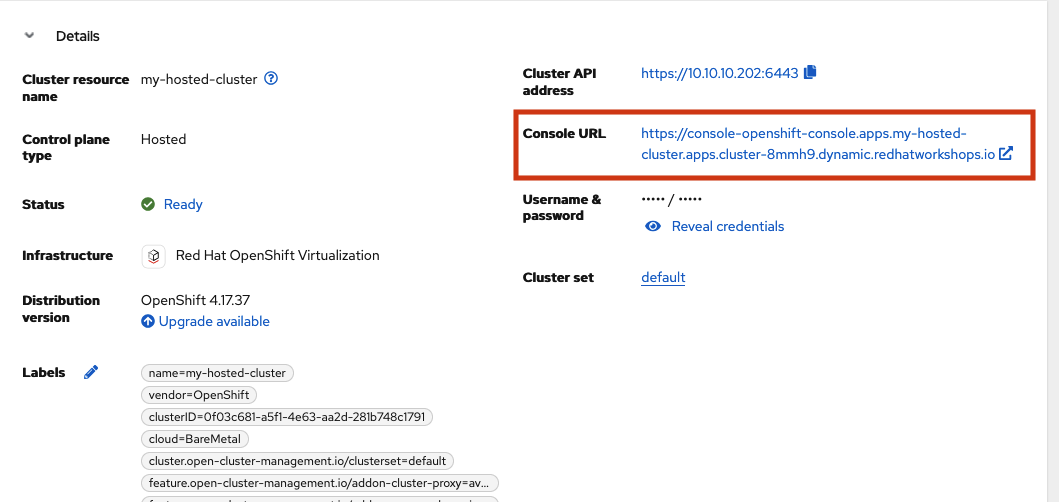 Details
Cluster resource
name
my-hosted-cluster
Control plane
type
Hosted
Status
Ready
Infrastructure
Red Hat OpenShift Virtualization
Distribution
version
OpenShift 4.17.37
Upgrade available
Labels
name=my-hosted-cluster
vendor=OpenShift
clusterID=0f03c681-a5f1-4e63-aa2d-281b748c1791
cloud=BareMetal
cluster.open-cluster-management.io/clusterset=default
feature.open-cluster-management.io/addon-cluster-proxy=av...
Cluster API
address
https://10.10.10.202:6443
Console URL
https://console-openshift-console.apps.my-hosted-
cluster.apps.cluster-8mmh9.dynamic.redhatworkshops.io
Username &
password
••••• / •••••
Reveal credentials
Cluster set
default